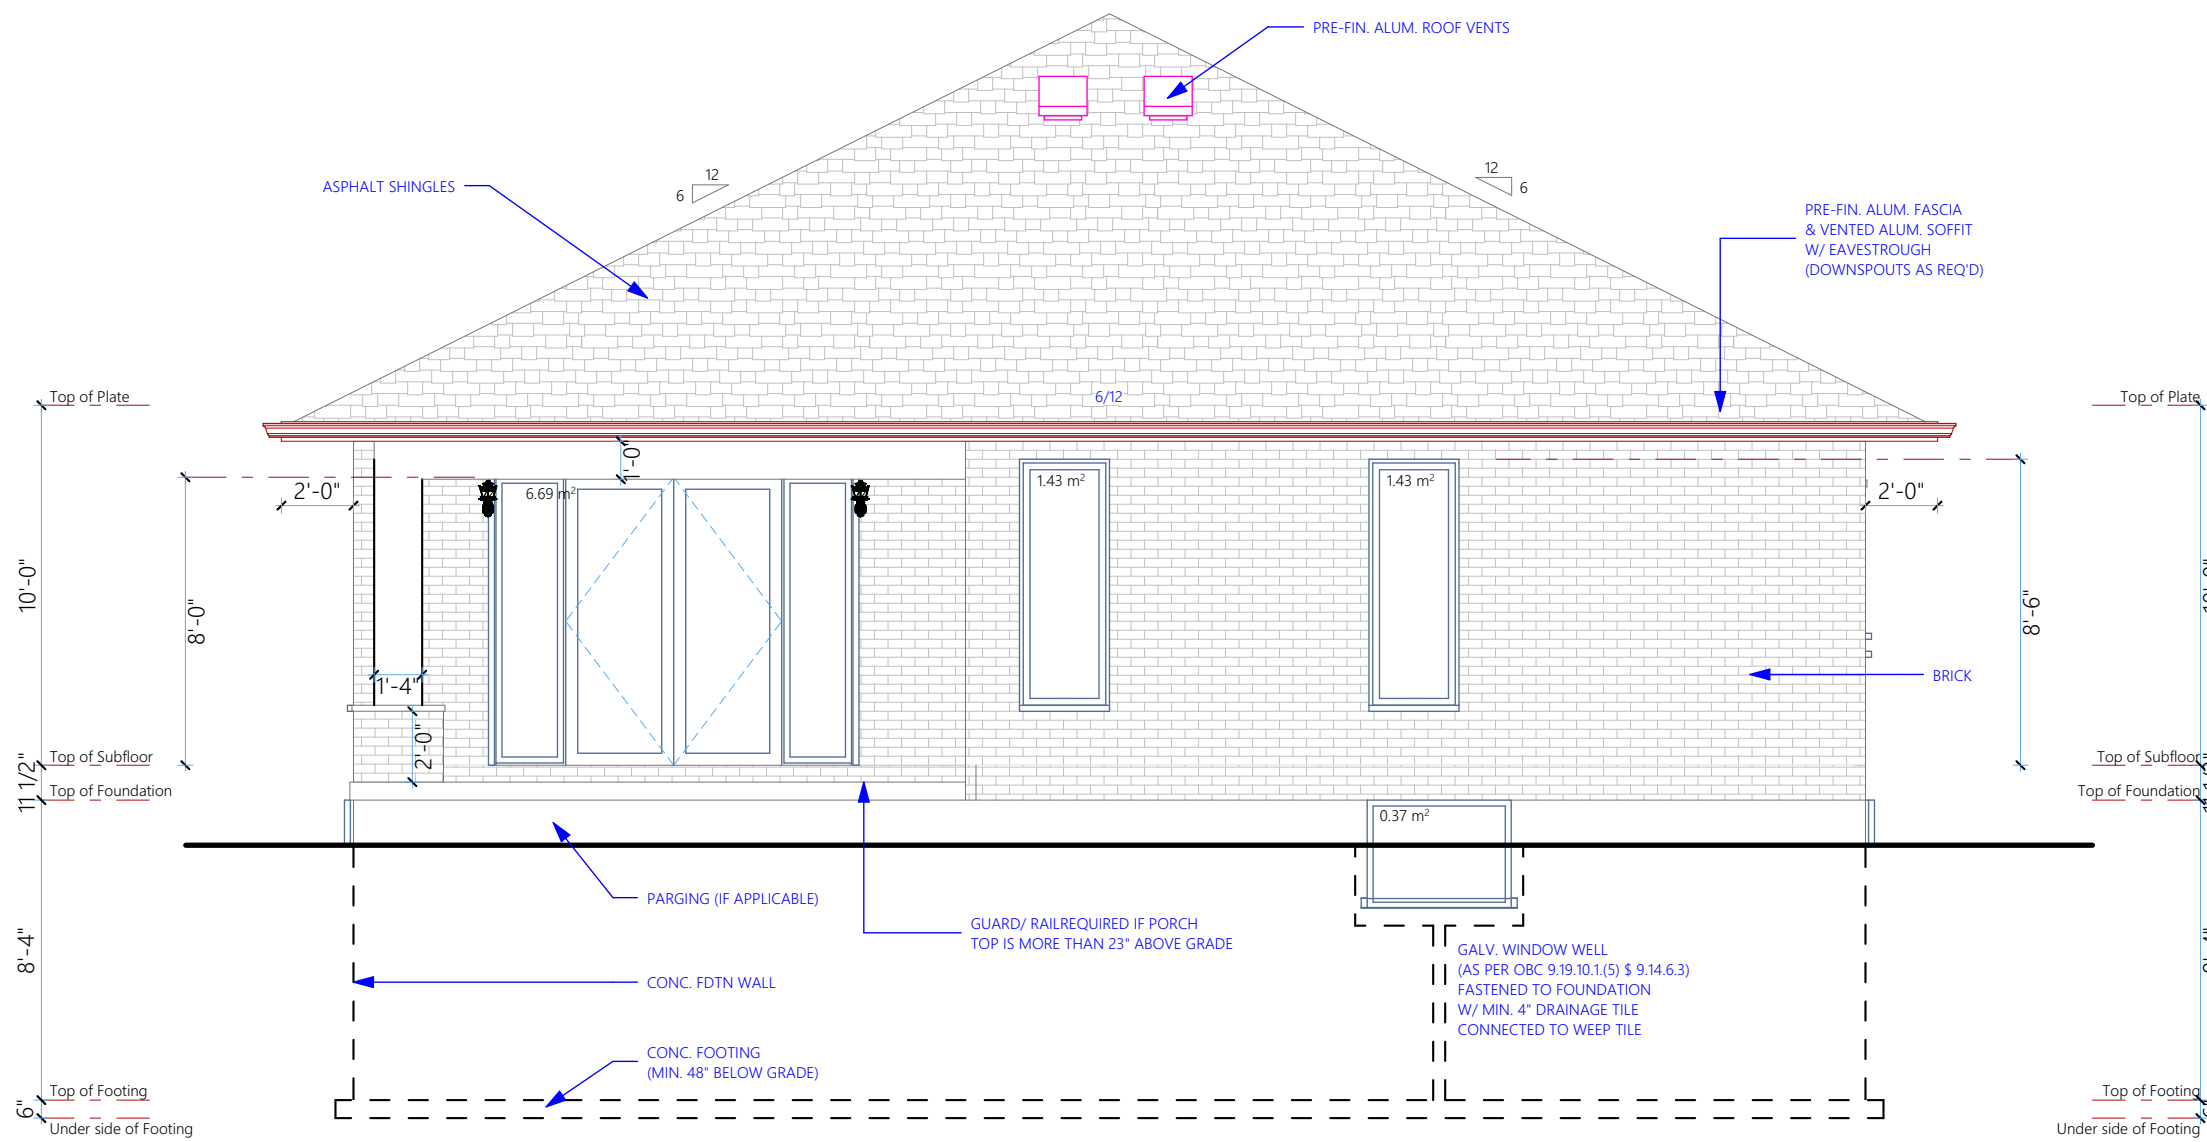 PRE-FIN. ALUM. ROOF VENTS
12
6
12
6
ASPHALT SHINGLES
PRE-FIN. ALUM. FASCIA
& VENTED ALUM. SOFFIT
W/ EAVESTROUGH
(DOWNSPOUTS AS REQ'D)
6/12
Top of Plate
Top of Plate
1'-0"
2'-0"
6.69 m²
1.43 m²
1.43 m²
2'-0"
10'-0"
8'-0"
8'-6"
1'-4"
BRICK
2'-0"
Top of Subfloor
Top of Subfloor
11 1/2"
Top of Foundation
Top of Foundation
0.37 m²
PARGING (IF APPLICABLE)
GUARD/ RAILREQUIRED IF PORCH
TOP IS MORE THAN 23" ABOVE GRADE
8'-4"
CONC. FDTN WALL
GALV. WINDOW WELL
(AS PER OBC 9.19.10.1.(5) $ 9.14.6.3)
FASTENED TO FOUNDATION
W/ MIN. 4" DRAINAGE TILE
CONNECTED TO WEEP TILE
CONC. FOOTING
(MIN. 48" BELOW GRADE)
Top of Footing
Top of Footing
6"
Under side of Footing
Under side of Footing